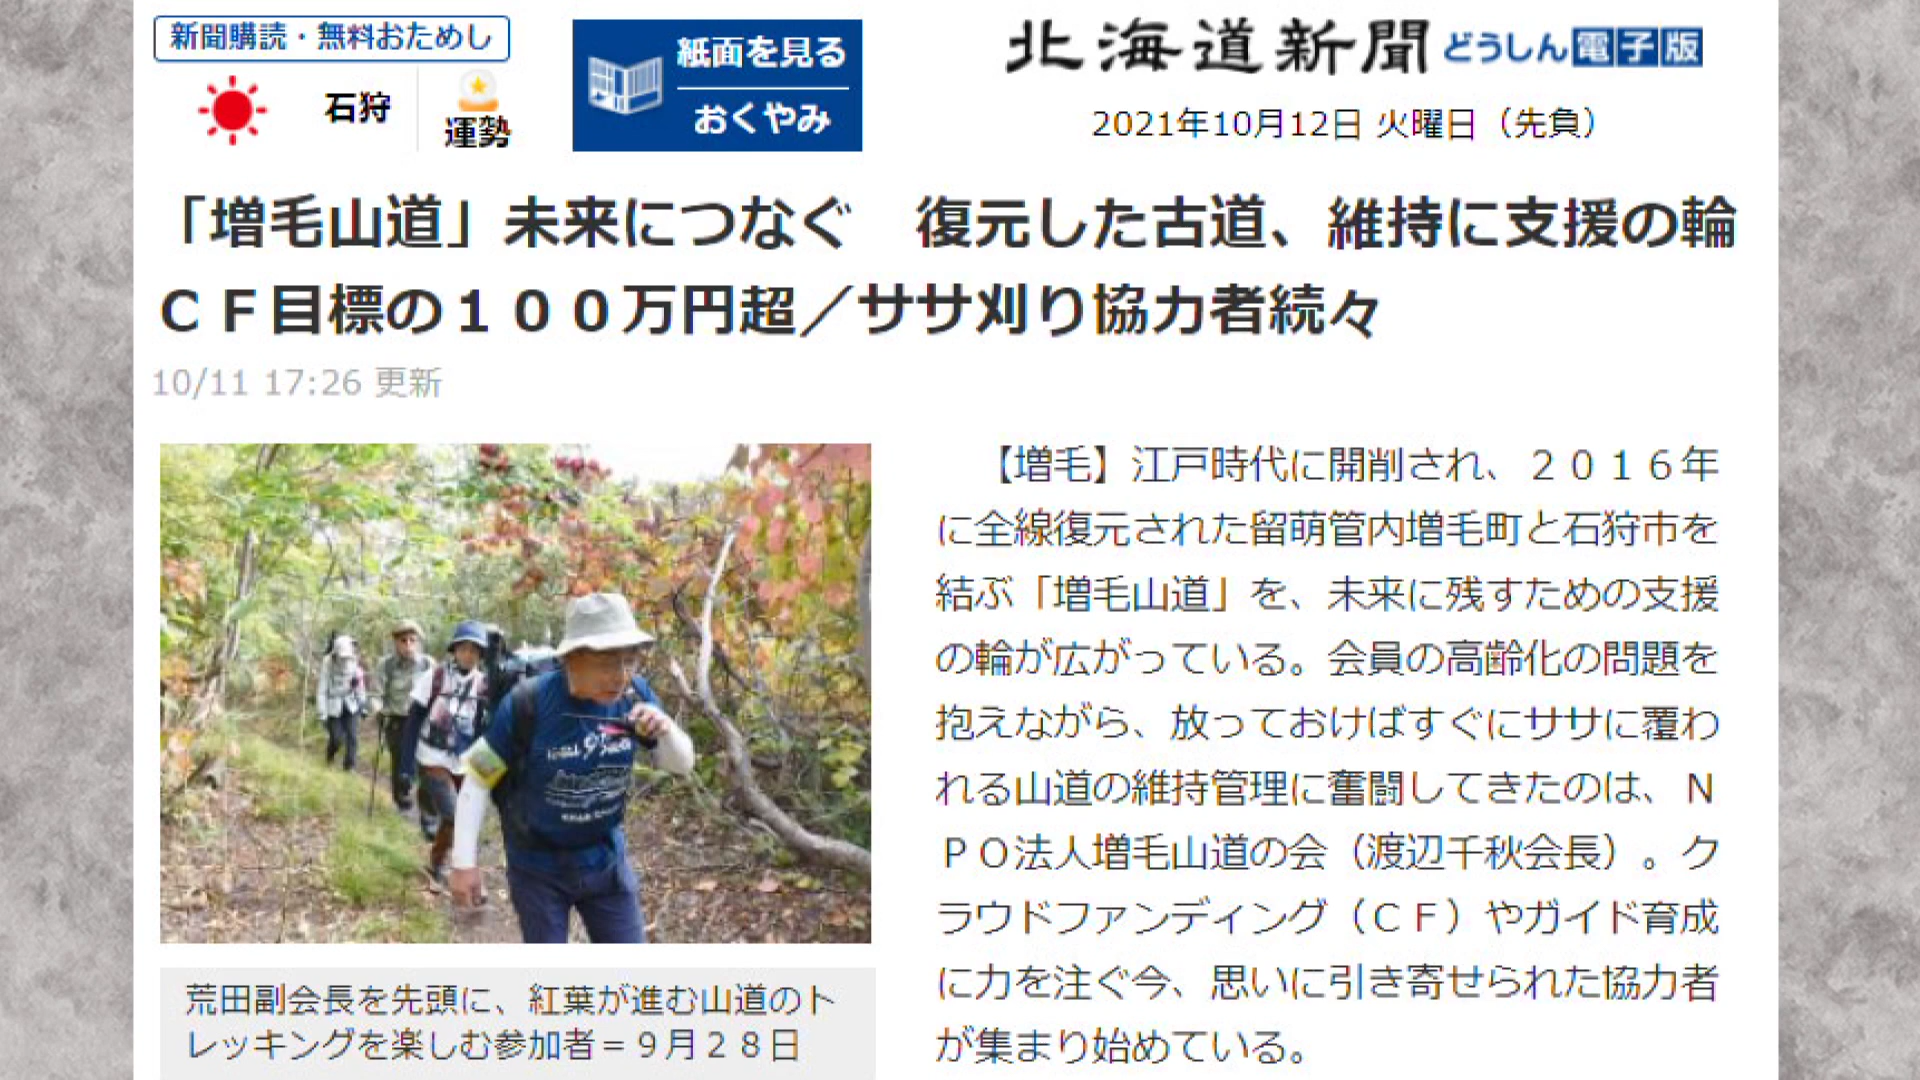 新聞購読・無料おためし
石狩
運勢
紙面を見る
おくやみ
北海道新聞 どうしん電子版
2021年10月12日 火曜日（先負）
「増毛山道」未来につなぐ　復元した古道、維持に支援の輪
ＣＦ目標の１００万円超／ササ刈り協力者続々
10/11 17:26 更新
【増毛】江戸時代に開削され、２０１６年
に全線復元された留萌管内増毛町と石狩市を
結ぶ「増毛山道」を、未来に残すための支援
の輪が広がっている。会員の高齢化の問題を
抱えながら、放っておけばすぐにササに覆わ
れる山道の維持管理に奮闘してきたのは、Ｎ
ＰＯ法人増毛山道の会（渡辺千秋会長）。ク
ラウドファンディング（ＣＦ）やガイド育成
に力を注ぐ今、思いに引き寄せられた協力者
が集まり始めている。
荒田副会長を先頭に、紅葉が進む山道のト
レッキングを楽しむ参加者＝９月２８日